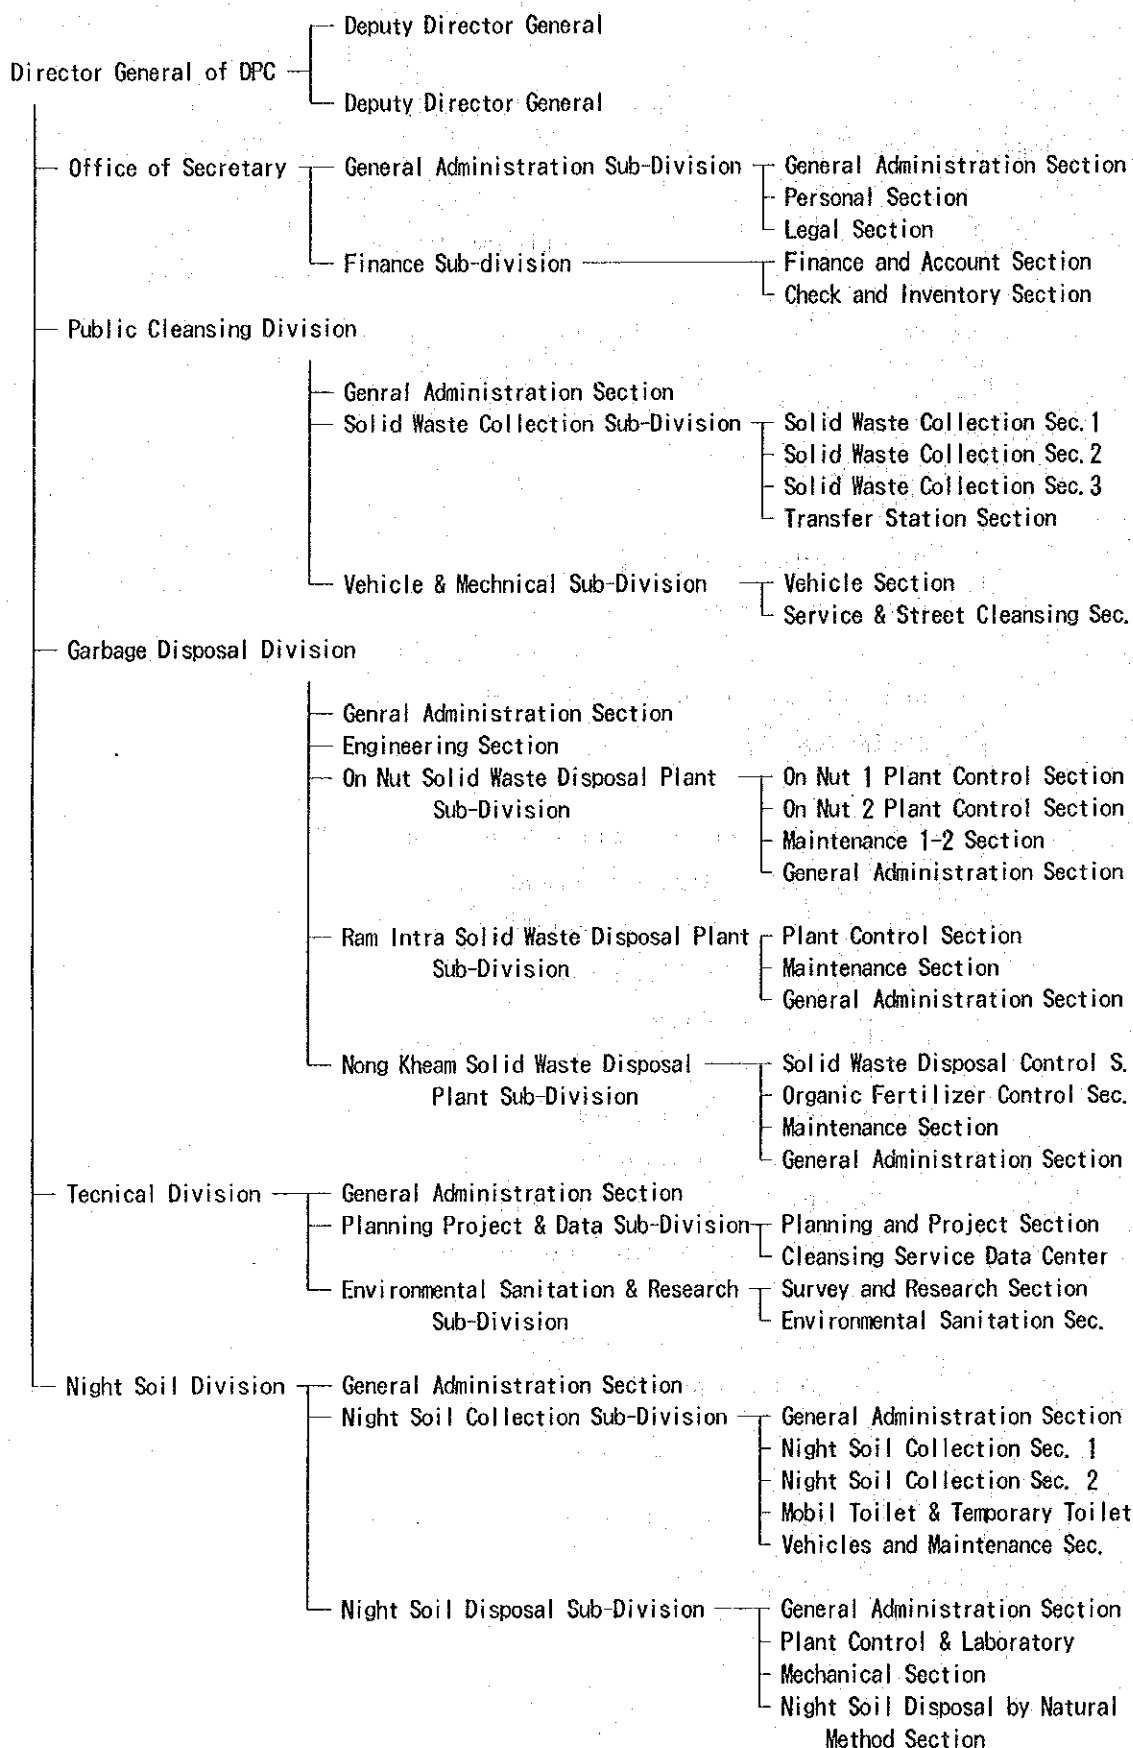 Deputy Director General
Director General of DPC
Deputy Director General
Office of Secretary General Administration Sub-Division General Administration Section
Personal Section
Legal Section
Finance Sub-division Finance and Account Section
Check and Inventory Section
Public Cleansing Division
Genral Administration Section
Solid Waste Collection Sub-Division Solid Waste Collection Sec.1
Solid Waste Collection Sec.2
Solid Waste Collection Sec.3
Transfer Station Section
Vehicle & Mechnical Sub-Division Vehicle Section
Service & Street Cleansing Sec.
Garbage Disposal Division
Genral Administration Section
Engineering Section
On Nut Solid Waste Disposal Plant On Nut 1 Plant Control Section
Sub-Division On Nut 2 Plant Control Section
Maintenance 1-2 Section
General Administration Section
Ram Intra Solid Waste Disposal Plant Plant Control Section
Sub-Division Maintenance Section
General Administration Section
Nong Kheam Solid Waste Disposal Solid Waste Disposal Control S.
Plant Sub-Division Organic Fertilizer Control Sec.
Maintenance Section
General Administration Section
Tecnical Division General Administration Section
Planning Project & Data Sub-Division Planning and Project Section
Cleansing Service Data Center
Environmental Sanitation & Research Survey and Research Section
Sub-Division Environmental Sanitation Sec.
Night Soil Division General Administration Section
Night Soil Collection Sub-Division General Administration Section
Night Soil Collection Sec. 1
Night Soil Collection Sec. 2
Mobil Toilet & Temporary Toilet
Vehicles and Maintenance Sec.
Night Soil Disposal Sub-Division General Administration Section
Plant Control & Laboratory
Mechanical Section
Night Soil Disposal by Natural
Method Section